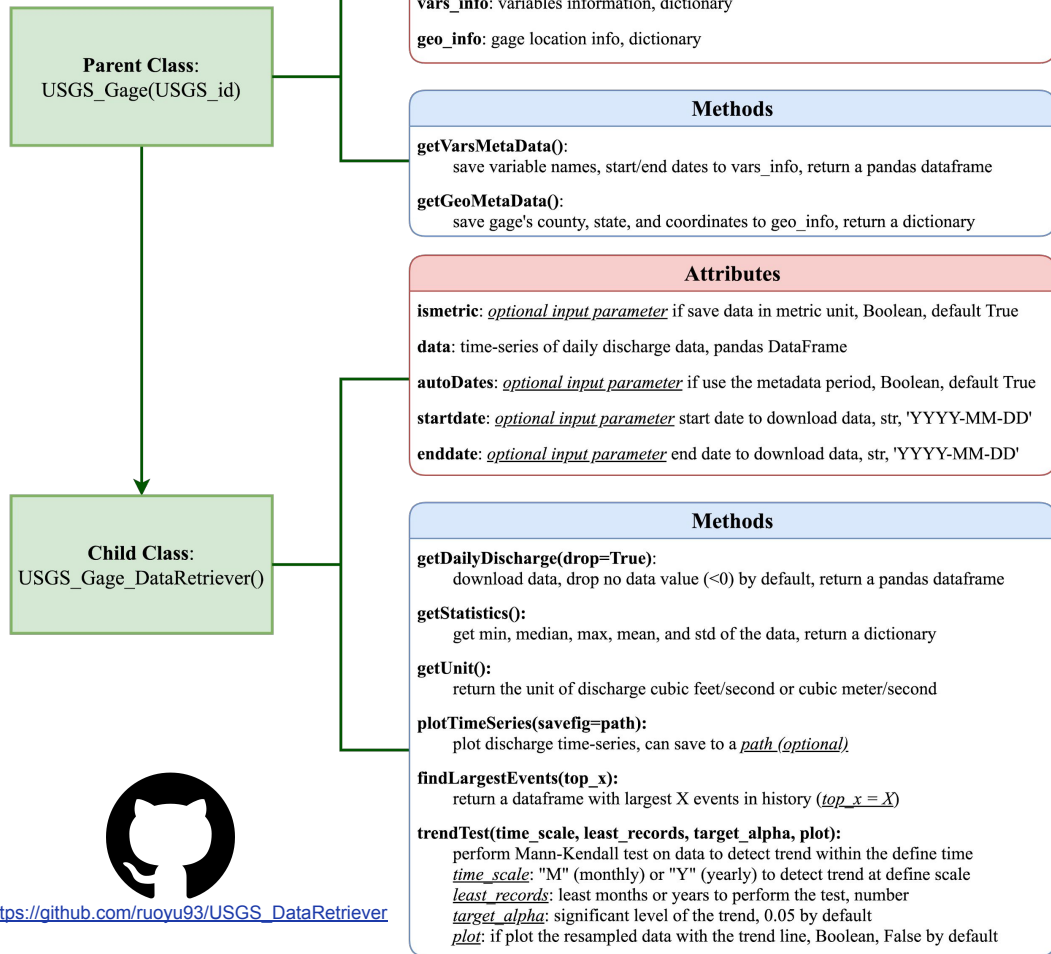 vars_info: variables information, dictionary
geo_info: gage location info, dictionary
Parent Class:
USGS_Gage(USGS_id)
Methods
getVarsMetaData():
save variable names, start/end dates to vars_info, return a pandas dataframe
getGeoMetaData():
save gage's county, state, and coordinates to geo_info, return a dictionary
Attributes
ismetric: optional input parameter if save data in metric unit, Boolean, default True
data: time-series of daily discharge data, pandas DataFrame
autoDates: optional input parameter if use the metadata period, Boolean, default True
startdate: optional input parameter start date to download data, str, 'YYYY-MM-DD'
enddate: optional input parameter end date to download data, str, 'YYYY-MM-DD'
Child Class:
USGS_Gage_DataRetriever()
Methods
getDailyDischarge(drop=True):
download data, drop no data value (<0) by default, return a pandas dataframe
getStatistics():
get min, median, max, mean, and std of the data, return a dictionary
getUnit():
return the unit of discharge cubic feet/second or cubic meter/second
plotTimeSeries(savefig=path):
plot discharge time-series, can save to a path (optional)
findLargestEvents(top_x):
return a dataframe with largest X events in history (top_x = X)
trendTest(time_scale, least_records, target_alpha, plot):
perform Mann-Kendall test on data to detect trend within the define time
time_scale: "M" (monthly) or "Y" (yearly) to detect trend at define scale
least_records: least months or years to perform the test, number
target_alpha: significant level of the trend, 0.05 by default
plot: if plot the resampled data with the trend line, Boolean, False by default
tps://github.com/ruoyu93/USGS_DataRetriever